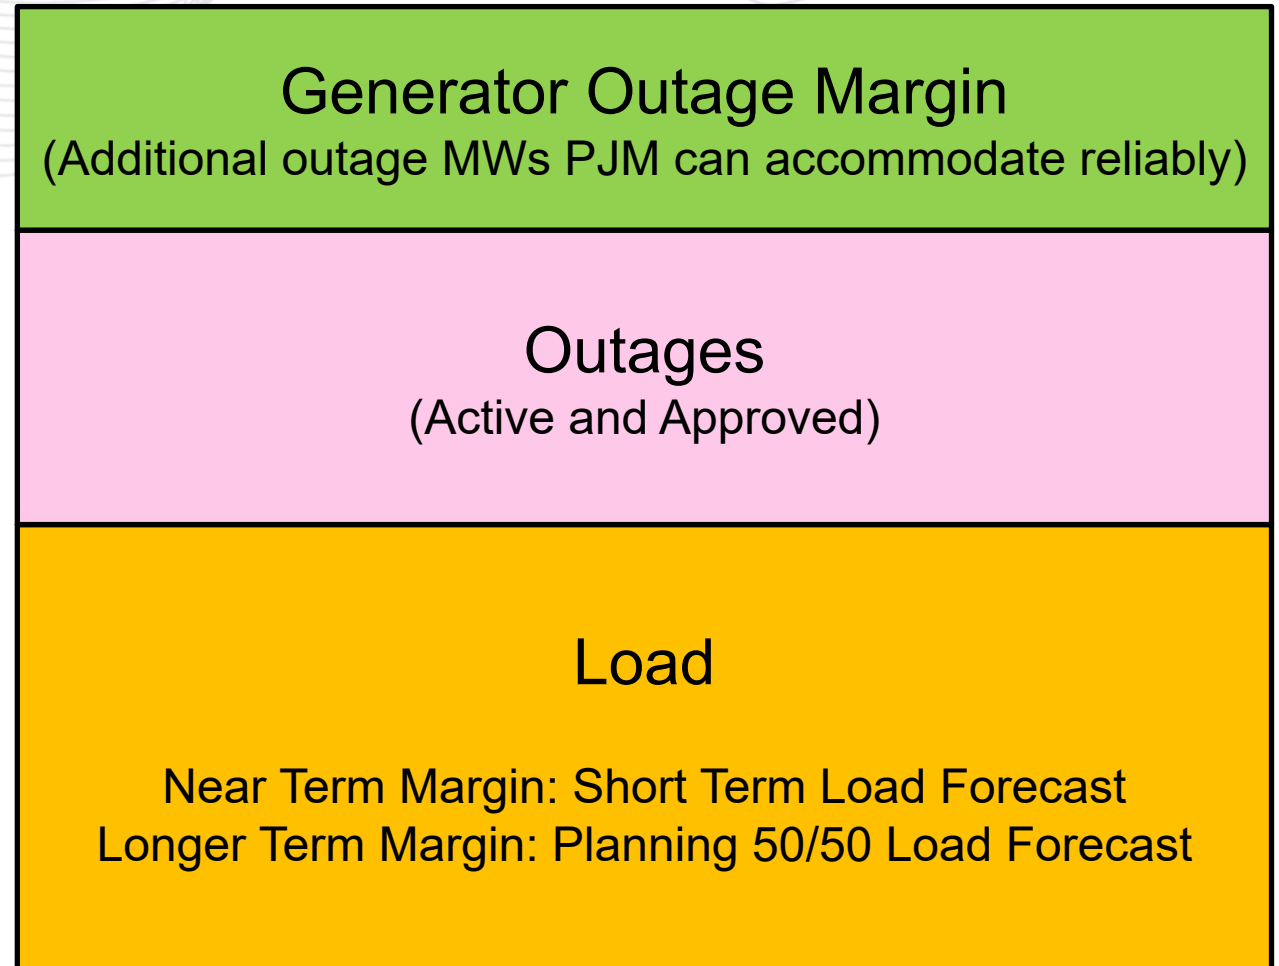 Generator Outage Margin
(Additional outage MWs PJM can accommodate reliably)
Outages
(Active and Approved)
Load
Near Term Margin: Short Term Load Forecast
Longer Term Margin: Planning 50/50 Load Forecast